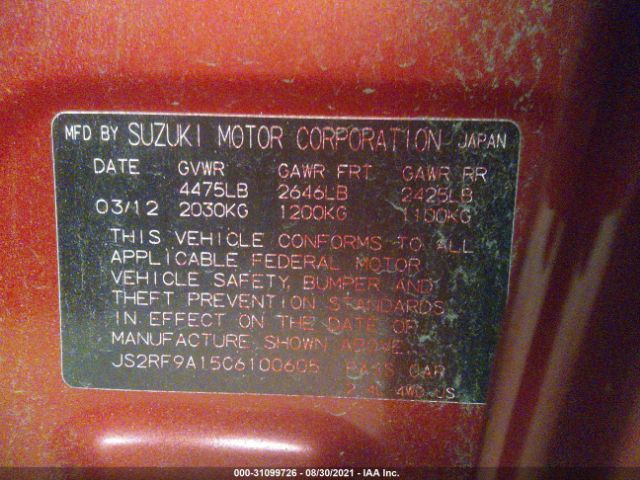 MFD BY SUZUKI MOTOR CORPORATION JAPAN
DATE GVWR GAWR FRT GAWR RR
4475LB 2646LB 2425LB
03/12 2030KG 1200KG 1100KG
THIS VEHICLE CONFORMS TO ALL
APPLICABLE FEDERAL MOTOR
VEHICLE SAFETY, BUMPER AND
THEFT PREVENTION STANDARDS
IN EFFECT ON THE DATE OF
MANUFACTURE SHOWN ABOVE.
JS2RF9A15C6100605 PASS CAR
4WD US
000-31099726 - 08/30/2021 - IAA Inc.